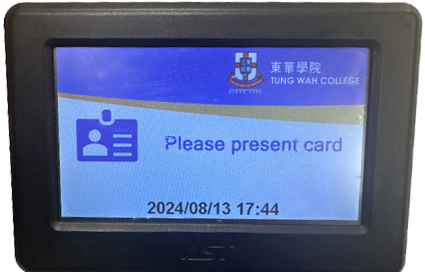 東華學院
TUNG WAH COLLEGE
Please present card
2024/08/13 17:44